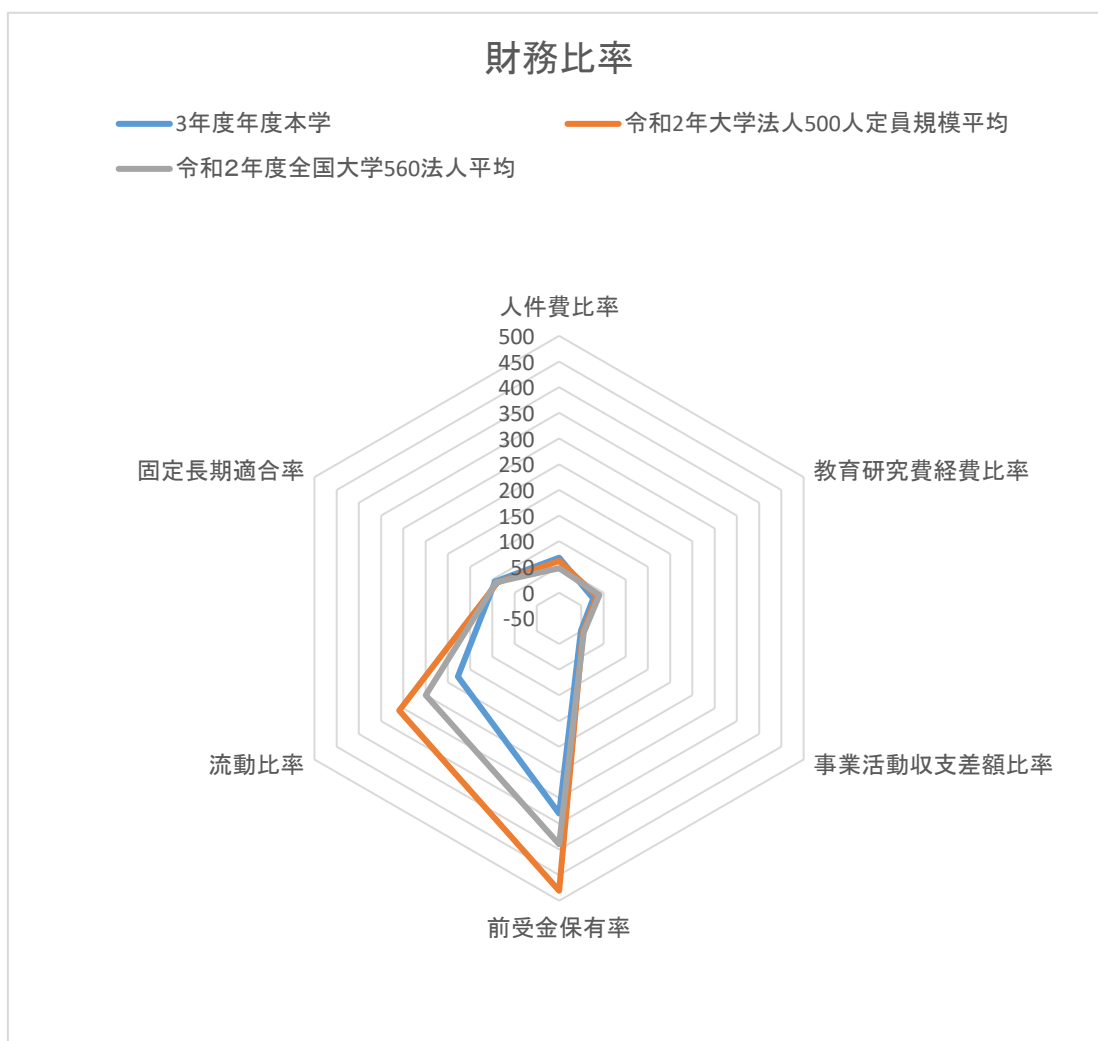 財務比率
3年度年度本学
令和2年大学法人500人定員規模平均
令和２年度全国大学560法人平均
人件費比率
500
450
400
350
300
250
200
150
100
50
0
-50
固定長期適合率
教育研究費経費比率
流動比率
事業活動収支差額比率
前受金保有率